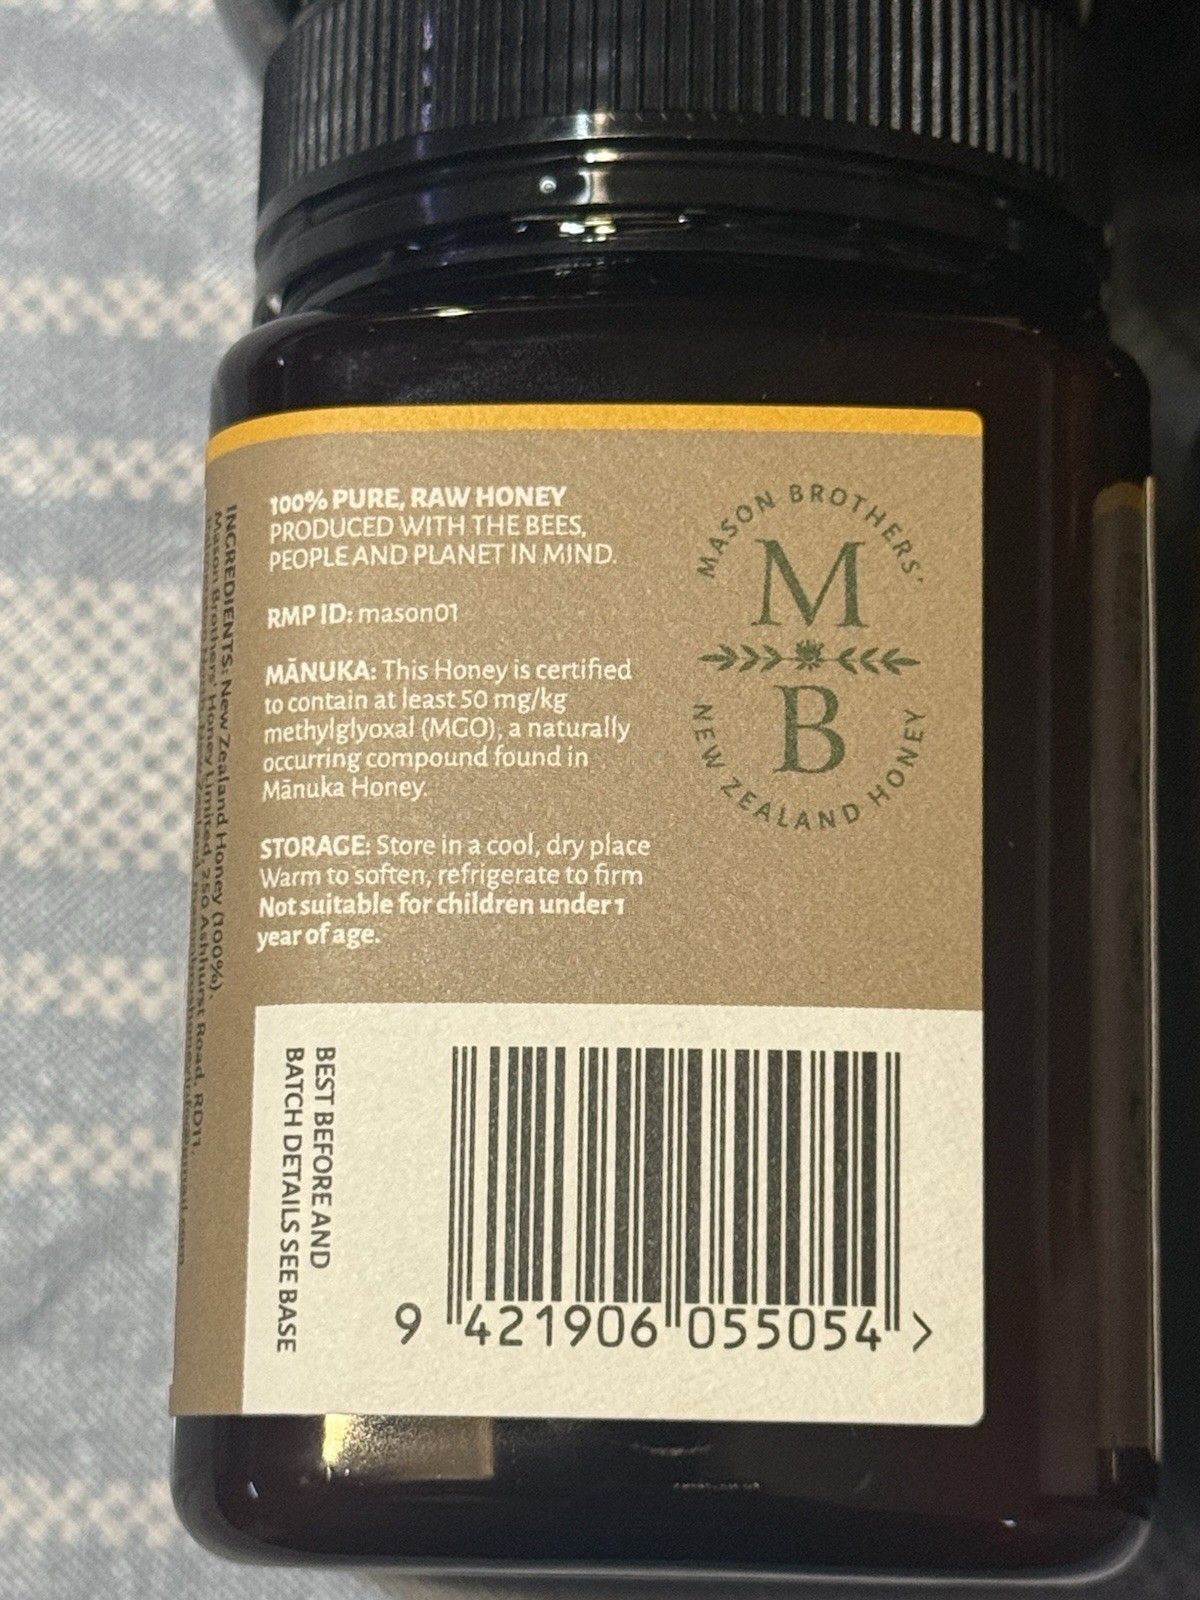 100% PURE, RAW HONEY
PRODUCED WITH THE BEES,
PEOPLE AND PLANET IN MIND.
RMP ID: mason01
MĀNUKA: This Honey is certified
to contain at least 50 mg/kg
methylglyoxal (MGO), a naturally
occurring compound found in
Mānuka Honey.
STORAGE: Store in a cool, dry place
Warm to soften, refrigerate to firm
Not suitable for children under 1
year of age.
MASON BROTHERS'
M
B
NEW ZEALAND HONEY
INGREDIENTS: New Zealand Honey (100%).
Mason Brothers' Honey Limited, 250 Ashhurst Road, RD11,
BEST BEFORE AND
BATCH DETAILS SEE BASE
9 421906 055054 >